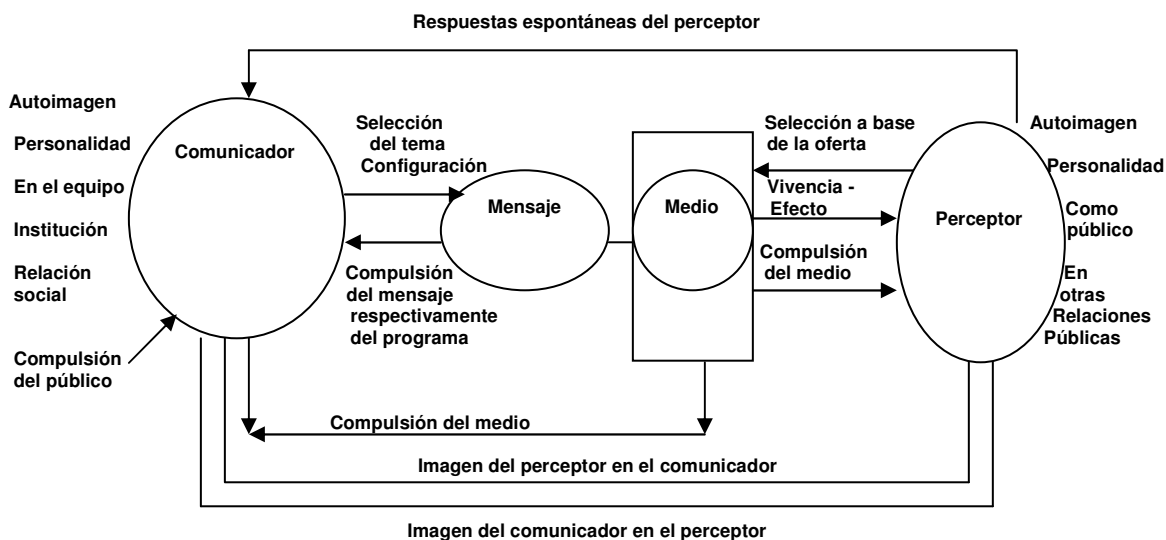 Respuestas espontáneas del perceptor
Autoimagen
Personalidad
En el equipo
Institución
Relación
social
Compulsión
del público
Comunicador
Selección
del tema
Configuración
Compulsión
del mensaje
respectivamente
del programa
Mensaje
Medio
Selección a base
de la oferta
Vivencia -
Efecto
Compulsión
del medio
Perceptor
Autoimagen
Personalidad
Como
público
En
otras
Relaciones
Públicas
Compulsión del medio
Imagen del perceptor en el comunicador
Imagen del comunicador en el perceptor